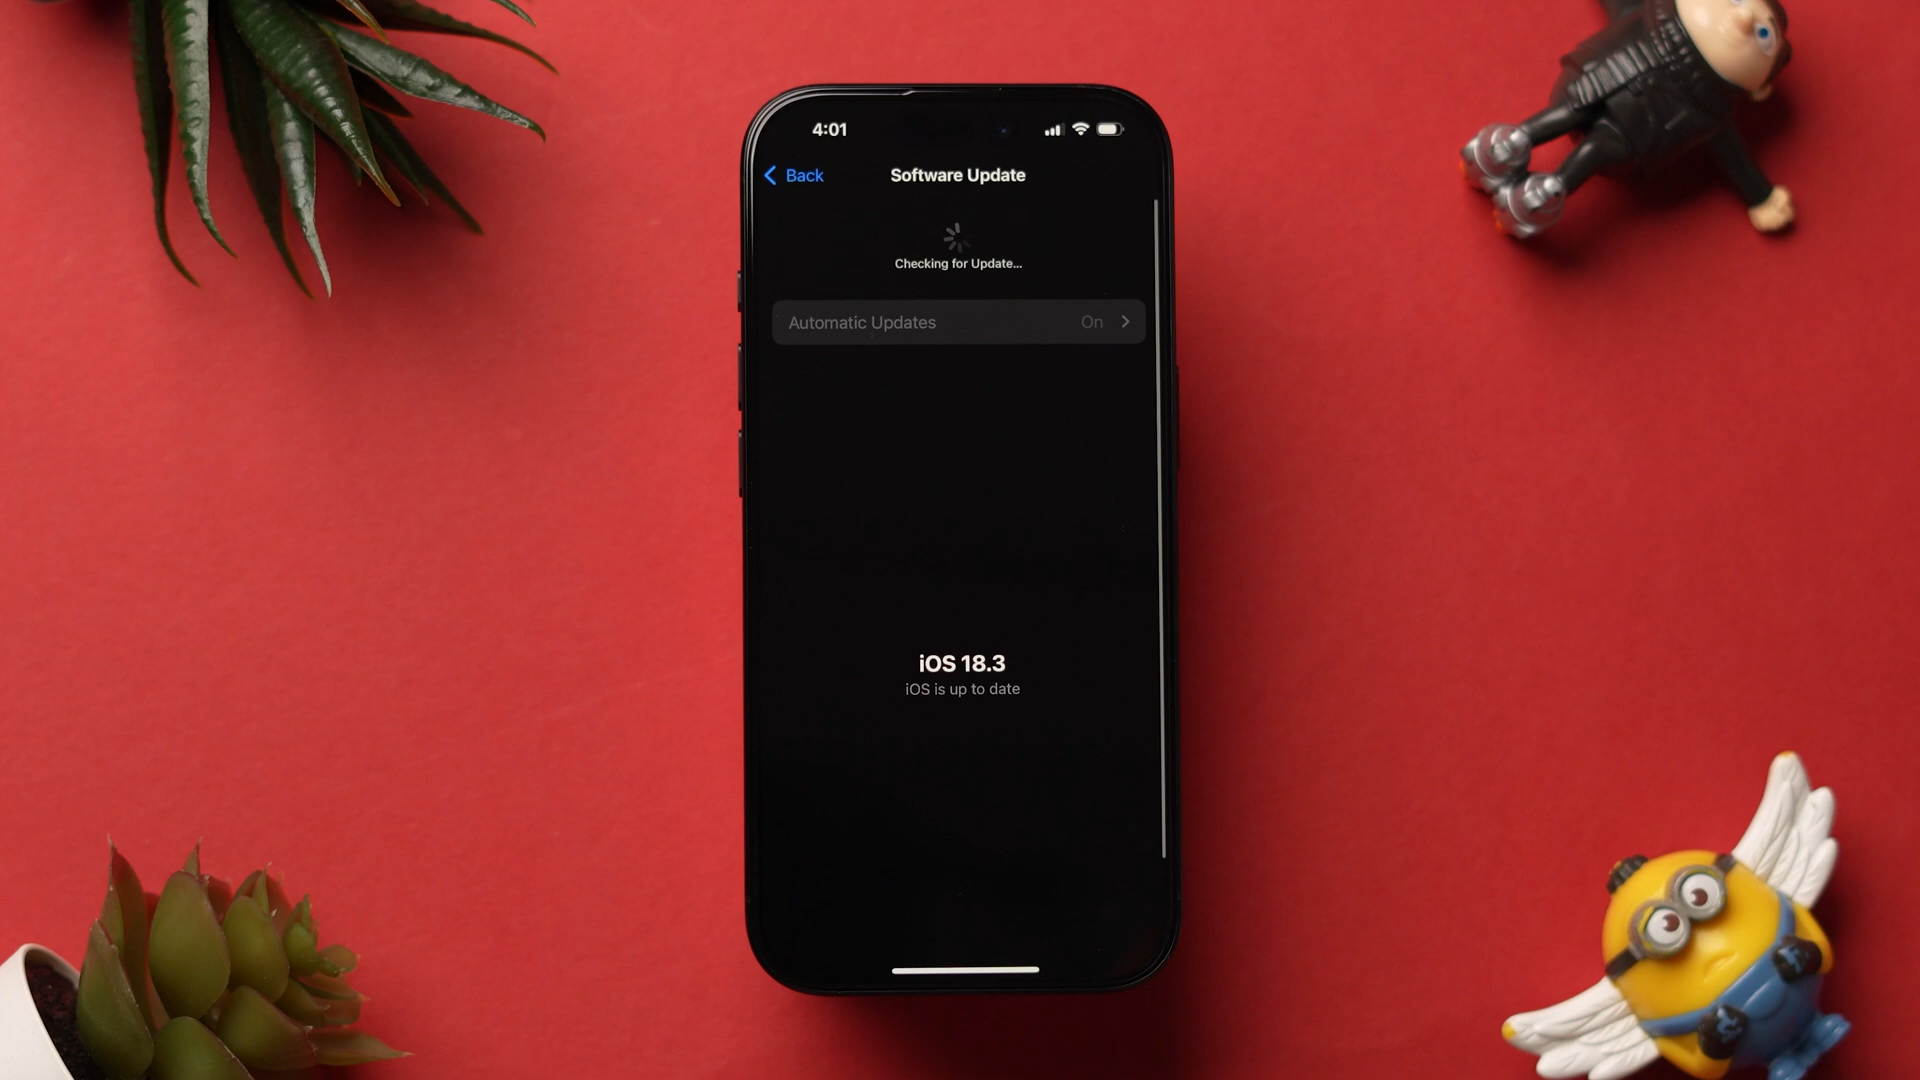 4:01
Back
Software Update
Checking for Update...
Automatic Updates On
iOS 18.3
iOS is up to date